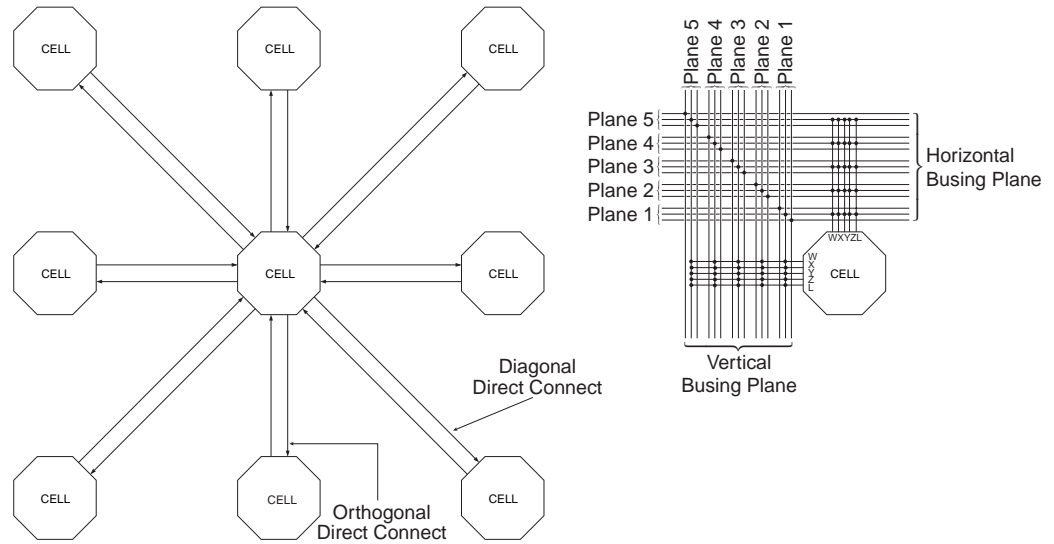 CELL
CELL
CELL
CELL
CELL
CELL
CELL
CELL
CELL
Diagonal
Direct Connect
Orthogonal
Direct Connect
Plane 5
Plane 4
Plane 3
Plane 2
Plane 1
Plane 5
Plane 4
Plane 3
Plane 2
Plane 1
Horizontal
Busing Plane
WXYZL
W
X
Y
Z
L
CELL
Vertical
Busing Plane